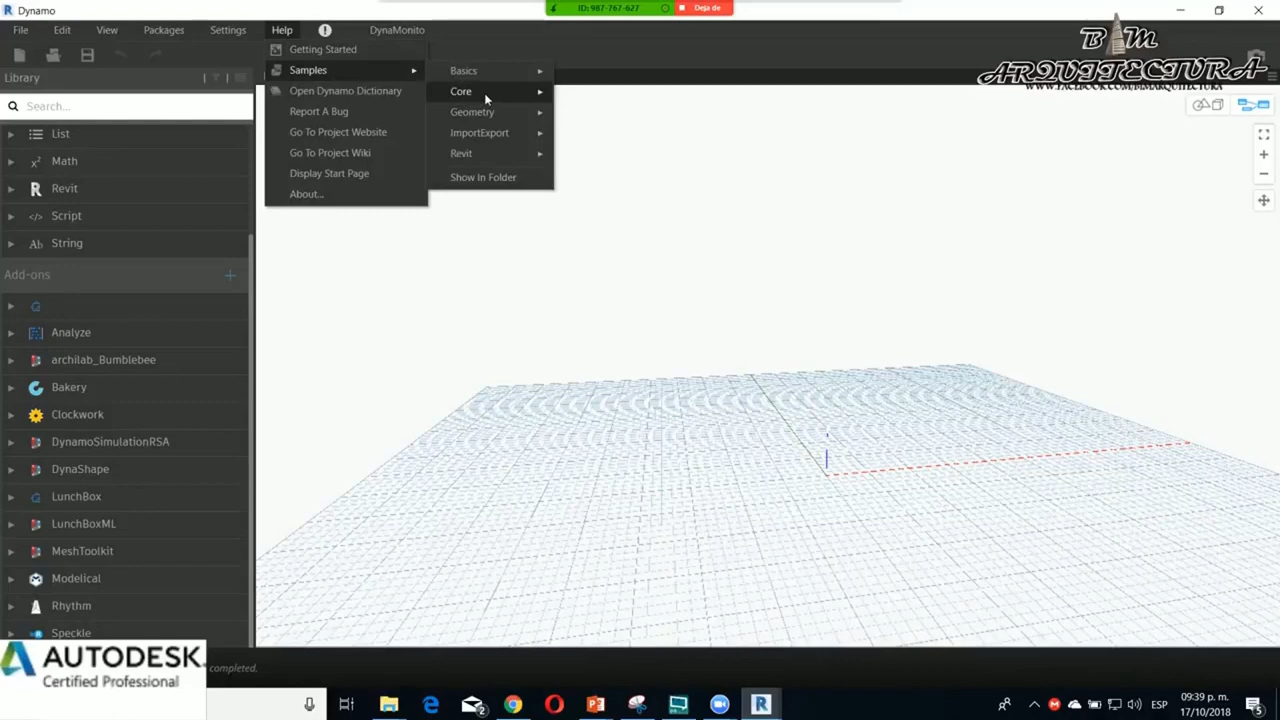 Dynamo
ID: 987-767-627
Deja de
File Edit View Packages Settings Help DynaMonito
BIM
ARQUITECTURA
WWW.FACEBOOK.COM/BIMARQUITECTURA
Library
Search...
List
Math
Revit
Script
String
Add-ons
Analyze
archilab_Bumblebee
Bakery
Clockwork
DynamoSimulationRSA
DynaShape
LunchBox
LunchBoxML
MeshToolkit
Modelical
Rhythm
Speckle
Getting Started
Samples
Open Dynamo Dictionary
Report A Bug
Go To Project Website
Go To Project Wiki
Display Start Page
About...
Basics
Core
Geometry
ImportExport
Revit
Show In Folder
AUTODESK.
Certified Professional
completed.
ESP
09:39 p. m.
17/10/2018